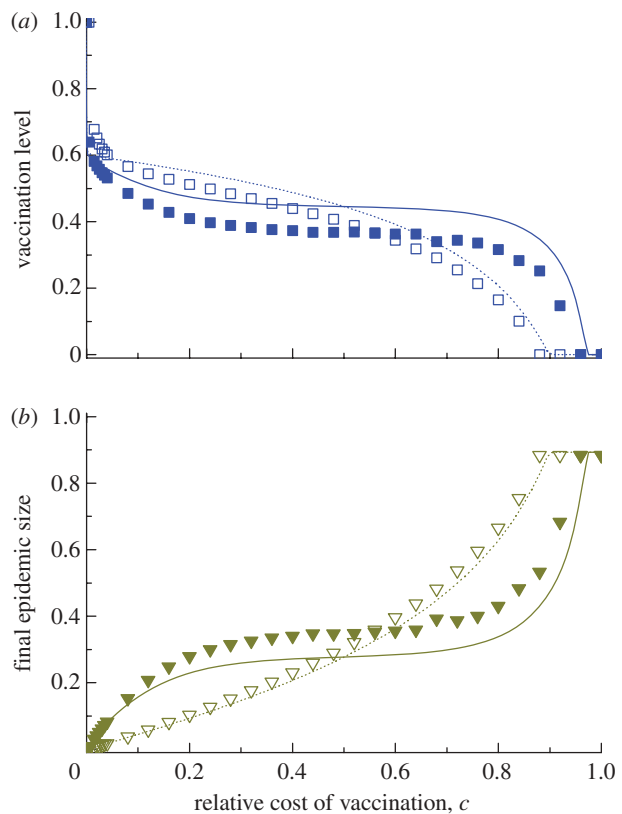 (a)
1.0
0.8
0.6
0.4
0.2
0
vaccination level
(b)
1.0
0.8
0.6
0.4
0.2
final epidemic size
0 0.2 0.4 0.6 0.8 1.0
relative cost of vaccination, c